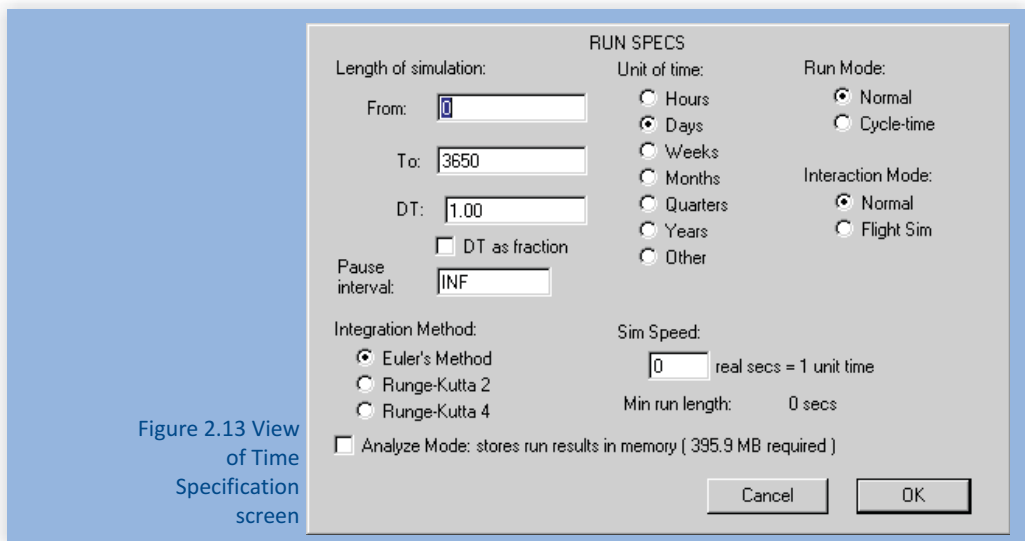 RUN SPECS
Length of simulation:
From: 0
To: 3650
DT: 1.00
DT as fraction
Pause
interval: INF
Unit of time:
Hours
Days
Weeks
Months
Quarters
Years
Other
Run Mode:
Normal
Cycle-time
Interaction Mode:
Normal
Flight Sim
Integration Method:
Euler's Method
Runge-Kutta 2
Runge-Kutta 4
Sim Speed:
0 real secs = 1 unit time
Min run length: 0 secs
Analyze Mode: stores run results in memory ( 395.9 MB required )
Cancel
OK
Figure 2.13 View
of Time
Specification
screen